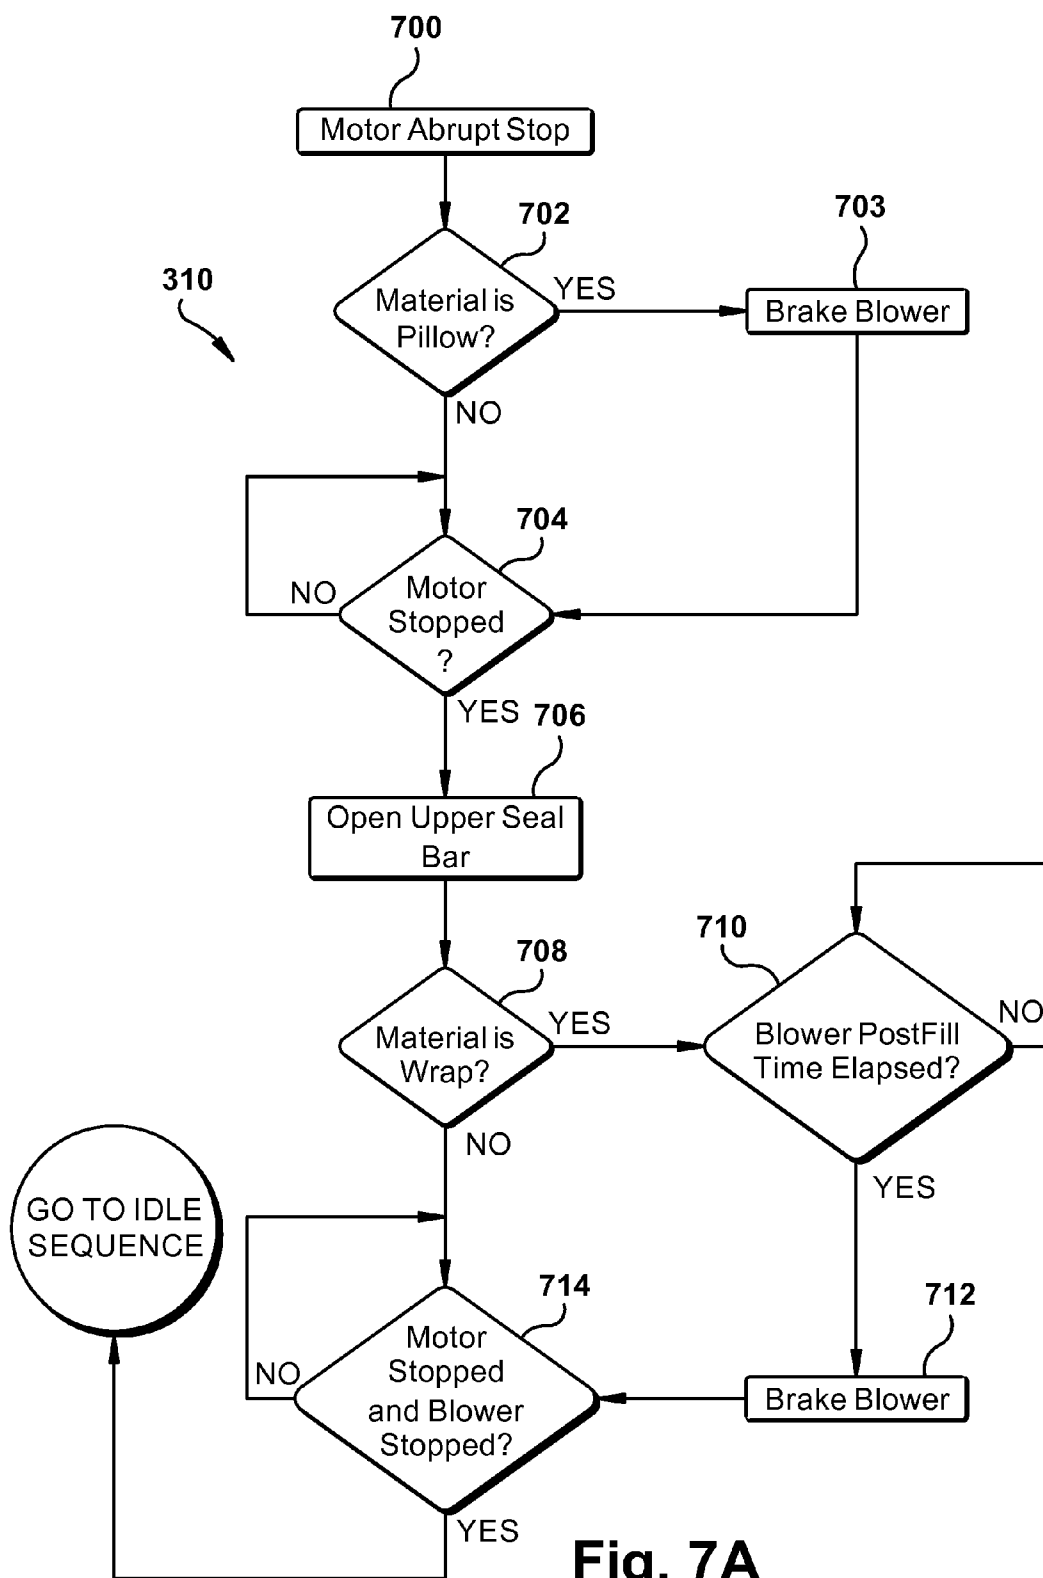 700
Motor Abrupt Stop
702
703
310
Material is
Pillow?
YES
Brake Blower
NO
704
NO
Motor
Stopped
?
YES
706
Open Upper Seal
Bar
710
708
Material is
Wrap?
YES
Blower PostFill
Time Elapsed?
NO
NO
YES
GO TO IDLE
SEQUENCE
714
712
NO
Motor
Stopped
and Blower
Stopped?
Brake Blower
YES
Fig. 7A